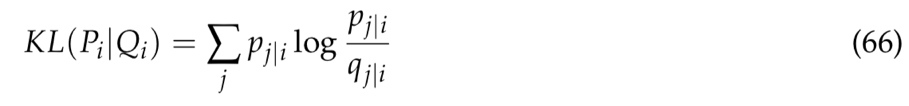 KL(P_i|Q_i) = \sum_j p_{j|i} \log \frac{p_{j|i}}{q_{j|i}} (66)